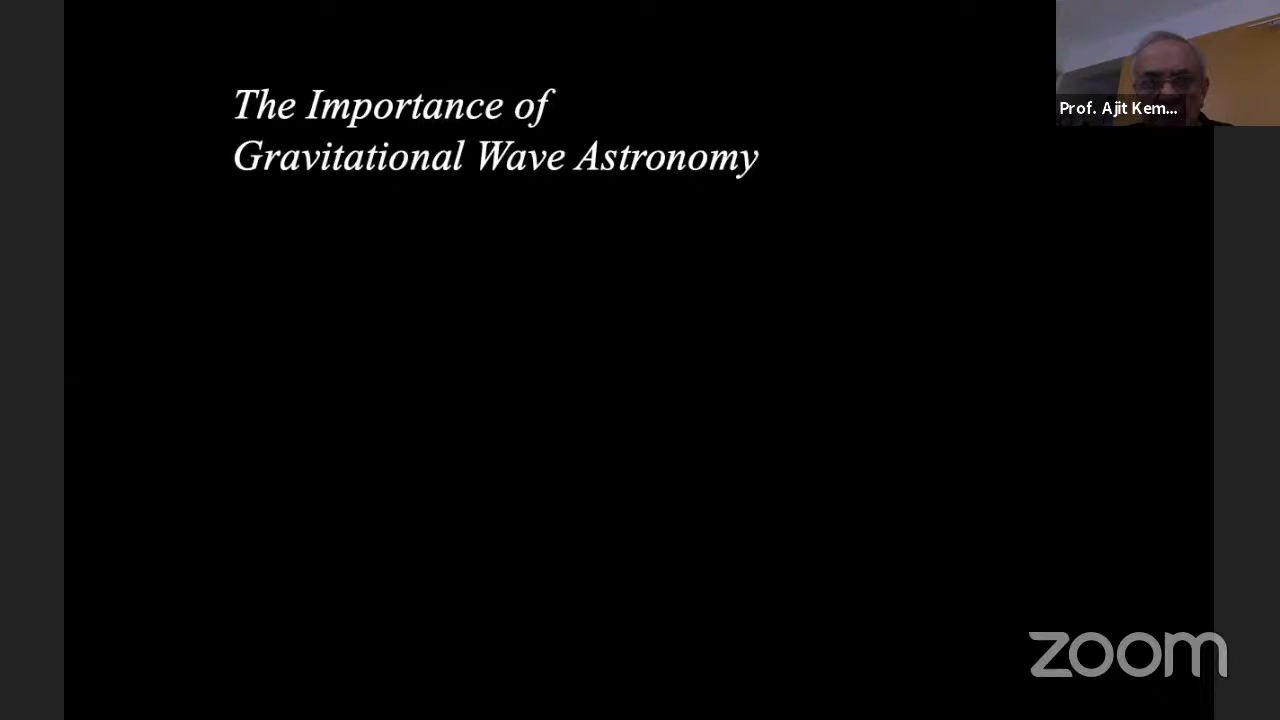 The Importance of
Gravitational Wave Astronomy
Prof. Ajit Kem...
zoom